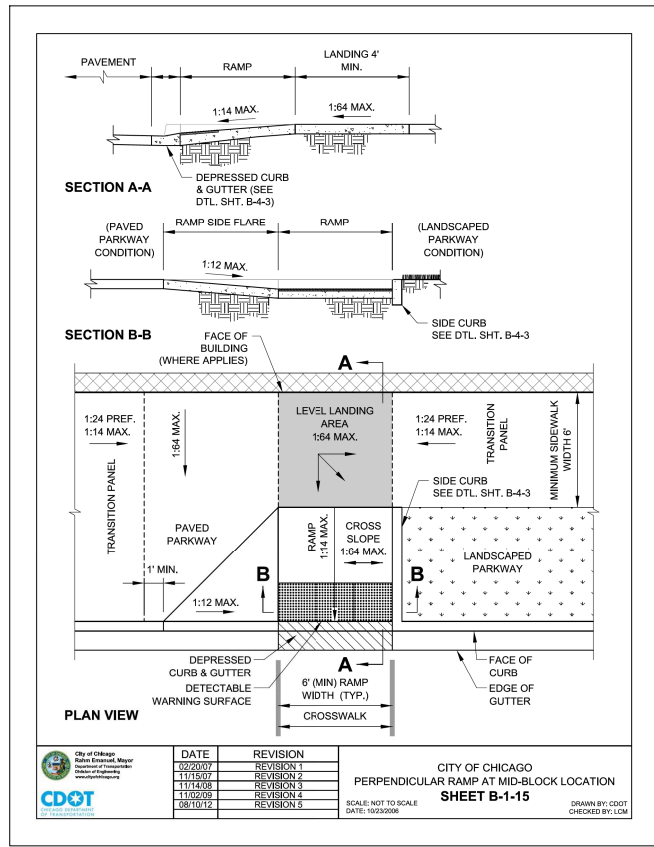 PAVEMENT
RAMP
LANDING 4'
MIN.
1:14 MAX.
1:64 MAX.
DEPRESSED CURB
& GUTTER (SEE
DTL. SHT. B-4-3)
SECTION A-A
(PAVED
PARKWAY
CONDITION)
RAMP SIDE FLARE
RAMP
(LANDSCAPED
PARKWAY
CONDITION)
1:12 MAX.
SIDE CURB
SEE DTL. SHT. B-4-3
SECTION B-B
FACE OF
BUILDING
(WHERE APPLIES)
A
LEVEL LANDING
AREA
1:64 MAX.
1:24 PREF.
1:14 MAX.
1:64 MAX.
1:24 PREF.
1:14 MAX.
TRANSITION
PANEL
MINIMUM SIDEWALK
WIDTH 6'
TRANSITION PANEL
SIDE CURB
SEE DTL. SHT. B-4-3
PAVED
PARKWAY
RAMP
1:14 MAX.
CROSS
SLOPE
1:64 MAX.
LANDSCAPED
PARKWAY
1' MIN.
B
B
1:12 MAX.
DEPRESSED
CURB & GUTTER
A
FACE OF
CURB
DETECTABLE
WARNING SURFACE
6' (MIN) RAMP
WIDTH (TYP.)
EDGE OF
GUTTER
CROSSWALK
PLAN VIEW
City of Chicago
Rahm Emanuel, Mayor
Department of Transportation
Division of Engineering
www.cityofchicago.org
CDOT
CHICAGO DEPARTMENT
OF TRANSPORTATION
DATE REVISION
02/20/07 REVISION 1
11/15/07 REVISION 2
11/14/08 REVISION 3
11/02/09 REVISION 4
08/10/12 REVISION 5
CITY OF CHICAGO
PERPENDICULAR RAMP AT MID-BLOCK LOCATION
SHEET B-1-15
SCALE: NOT TO SCALE
DATE: 10/23/2006
DRAWN BY: CDOT
CHECKED BY: LCM